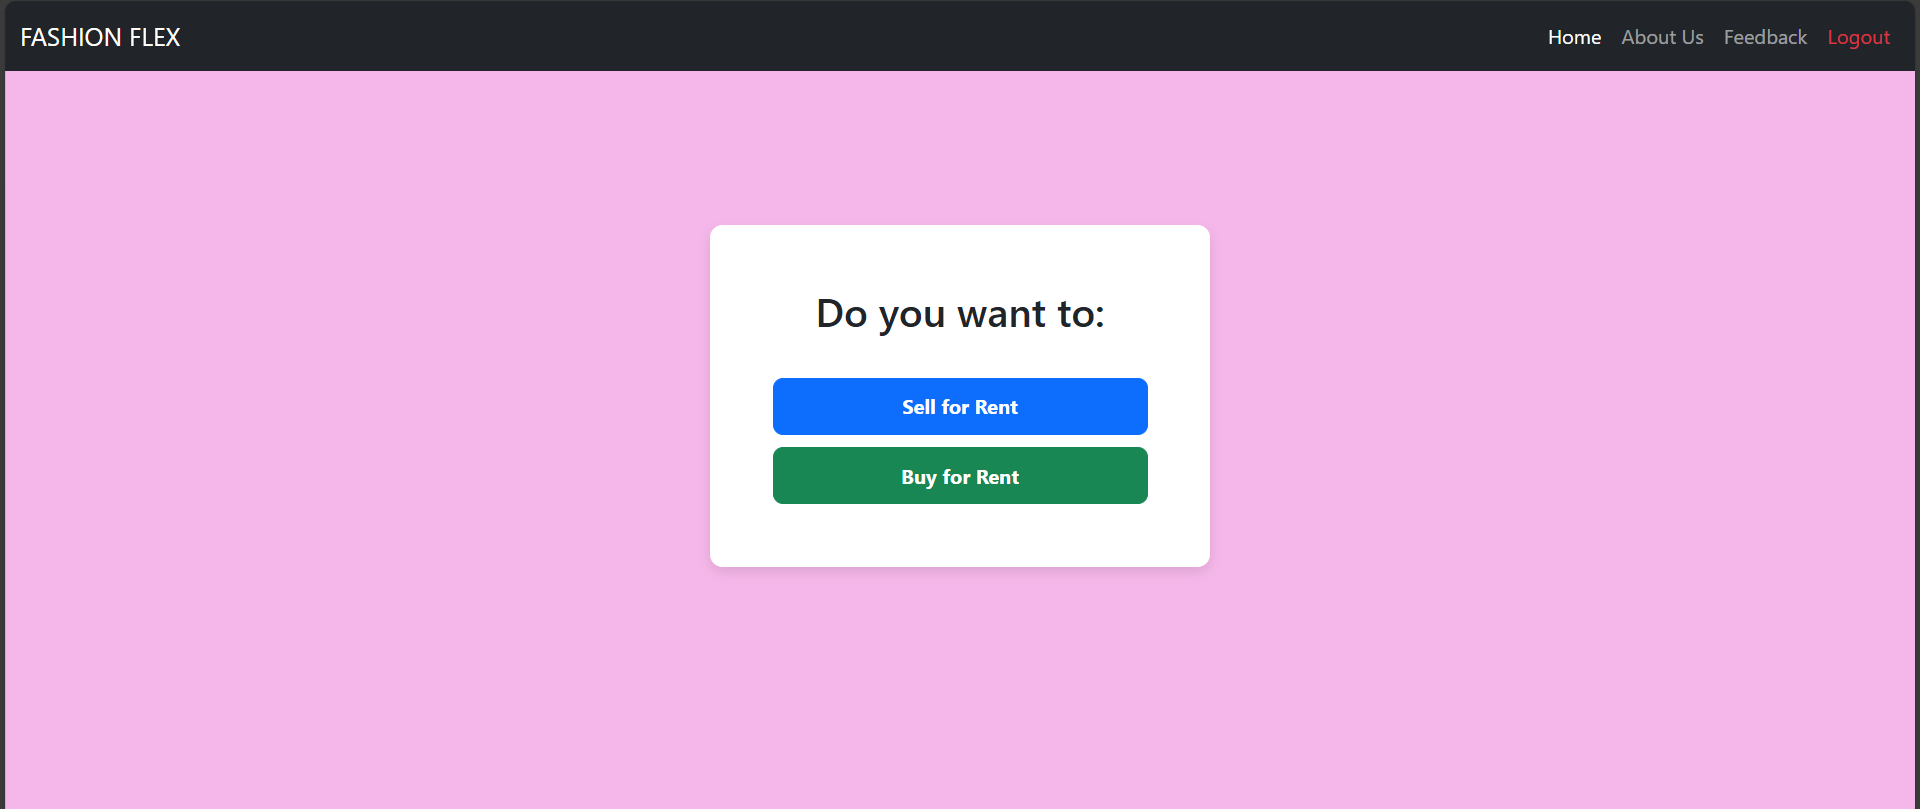 FASHION FLEX
Home About Us Feedback Logout
Do you want to:
Sell for Rent
Buy for Rent